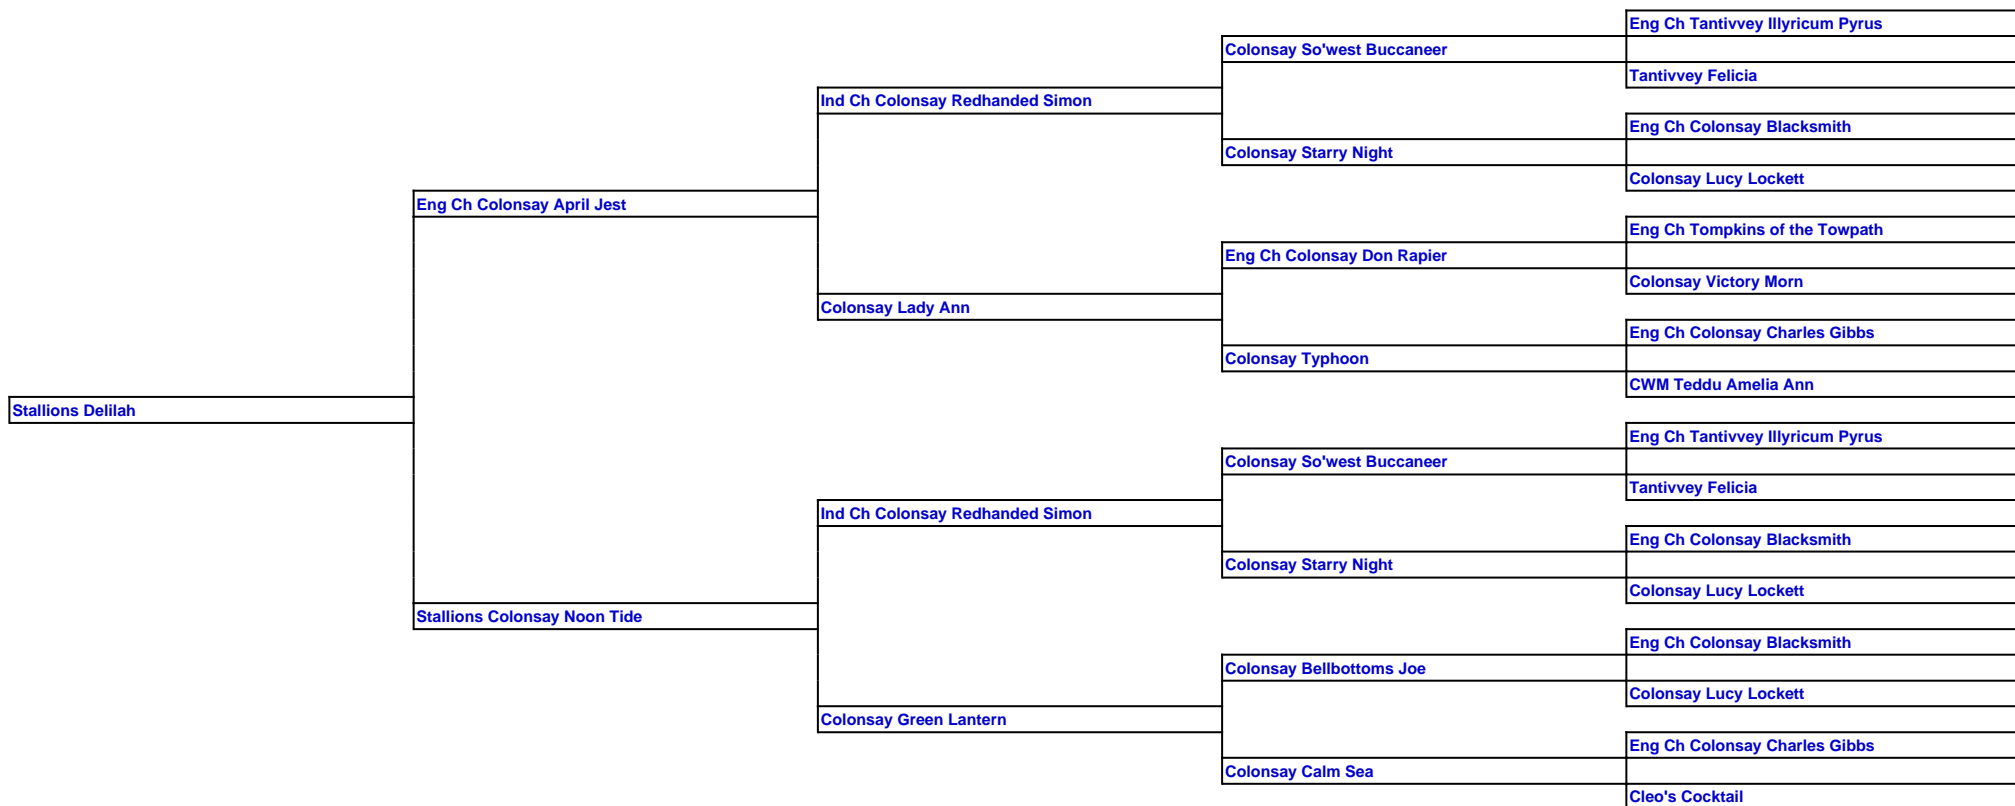 Eng Ch Tantivvey Illyricum Pyrus
Colonsay So'west Buccaneer
Tantivvey Felicia
Ind Ch Colonsay Redhanded Simon
Eng Ch Colonsay Blacksmith
Colonsay Starry Night
Colonsay Lucy Lockett
Eng Ch Colonsay April Jest
Eng Ch Tompkins of the Towpath
Eng Ch Colonsay Don Rapier
Colonsay Victory Morn
Colonsay Lady Ann
Eng Ch Colonsay Charles Gibbs
Colonsay Typhoon
CWM Teddu Amelia Ann
Stallions Delilah
Eng Ch Tantivvey Illyricum Pyrus
Colonsay So'west Buccaneer
Tantivvey Felicia
Ind Ch Colonsay Redhanded Simon
Eng Ch Colonsay Blacksmith
Colonsay Starry Night
Colonsay Lucy Lockett
Stallions Colonsay Noon Tide
Eng Ch Colonsay Blacksmith
Colonsay Bellbottoms Joe
Colonsay Lucy Lockett
Colonsay Green Lantern
Eng Ch Colonsay Charles Gibbs
Colonsay Calm Sea
Cleo's Cocktail